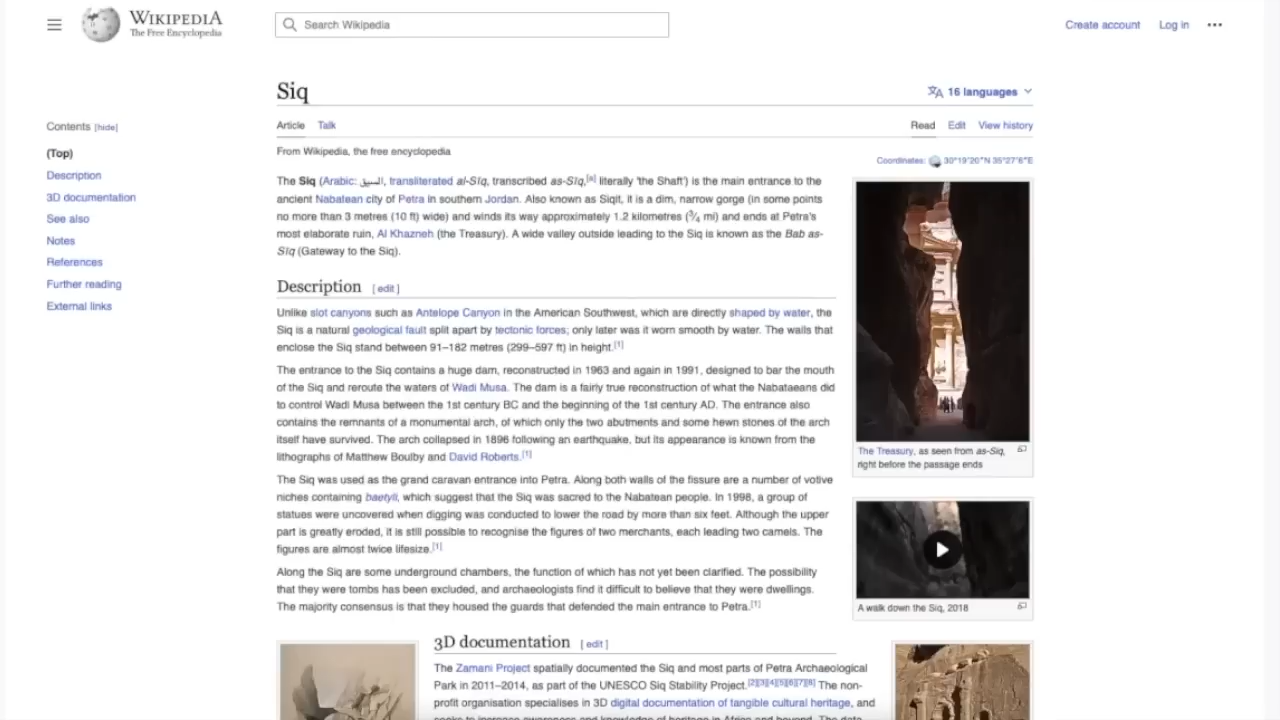 WIKIPEDIA
The Free Encyclopedia
Search Wikipedia
Create account
Log in
Siq
16 languages
Contents [hide]
(Top)
Description
3D documentation
See also
Notes
References
Further reading
External links
Article
Talk
Read
Edit
View history
From Wikipedia, the free encyclopedia
Coordinates: 30°19′20″N 35°27′6″E
The Siq (Arabic: السيق, transliterated al-Sīq, transcribed as-Sīq,[a] literally 'the Shaft') is the main entrance to the
ancient Nabatean city of Petra in southern Jordan. Also known as Siqit, it is a dim, narrow gorge (in some points
no more than 3 metres (10 ft) wide) and winds its way approximately 1.2 kilometres (3⁄4 mi) and ends at Petra's
most elaborate ruin, Al Khazneh (the Treasury). A wide valley outside leading to the Siq is known as the Bab as-
Sīq (Gateway to the Siq).
Description [ edit ]
Unlike slot canyons such as Antelope Canyon in the American Southwest, which are directly shaped by water, the
Siq is a natural geological fault split apart by tectonic forces; only later was it worn smooth by water. The walls that
enclose the Siq stand between 91–182 metres (299–597 ft) in height.[1]
The entrance to the Siq contains a huge dam, reconstructed in 1963 and again in 1991, designed to bar the mouth
of the Siq and reroute the waters of Wadi Musa. The dam is a fairly true reconstruction of what the Nabataeans did
to control Wadi Musa between the 1st century BC and the beginning of the 1st century AD. The entrance also
contains the remnants of a monumental arch, of which only the two abutments and some hewn stones of the arch
itself have survived. The arch collapsed in 1896 following an earthquake, but its appearance is known from the
lithographs of Matthew Boulby and David Roberts.[1]
The Siq was used as the grand caravan entrance into Petra. Along both walls of the fissure are a number of votive
niches containing baetyli, which suggest that the Siq was sacred to the Nabatean people. In 1998, a group of
statues were uncovered when digging was conducted to lower the road by more than six feet. Although the upper
part is greatly eroded, it is still possible to recognise the figures of two merchants, each leading two camels. The
figures are almost twice lifesize.[1]
Along the Siq are some underground chambers, the function of which has not yet been clarified. The possibility
that they were tombs has been excluded, and archaeologists find it difficult to believe that they were dwellings.
The majority consensus is that they housed the guards that defended the main entrance to Petra.[1]
The Treasury, as seen from as-Siq,
right before the passage ends
A walk down the Siq, 2018
3D documentation [ edit ]
The Zamani Project spatially documented the Siq and most parts of Petra Archaeological
Park in 2011–2014, as part of the UNESCO Siq Stability Project.[2][3][4][5][6][7][8] The non-
profit organisation specialises in 3D digital documentation of tangible cultural heritage, and
seeks to increase awareness and knowledge of heritage in Africa and beyond. The data